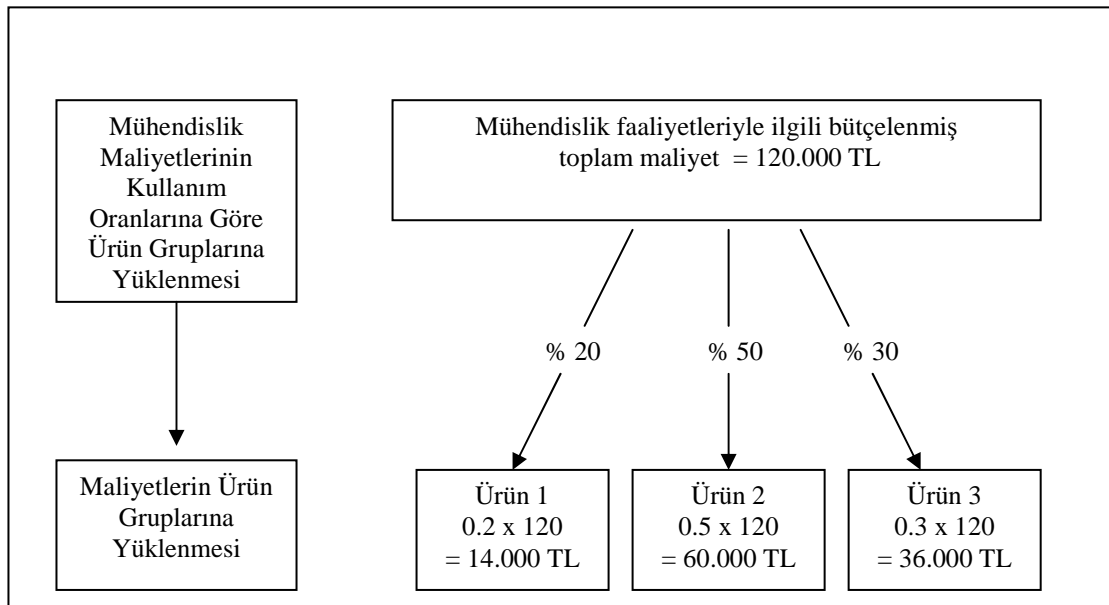 Mühendislik
Maliyetlerinin
Kullanım
Oranlarına Göre
Ürün Gruplarına
Yüklenmesi
Mühendislik faaliyetleriyle ilgili bütçelenmiş
toplam maliyet = 120.000 TL
% 20
% 50
% 30
Maliyetlerin Ürün
Gruplarına
Yüklenmesi
Ürün 1
0.2 x 120
= 14.000 TL
Ürün 2
0.5 x 120
= 60.000 TL
Ürün 3
0.3 x 120
= 36.000 TL